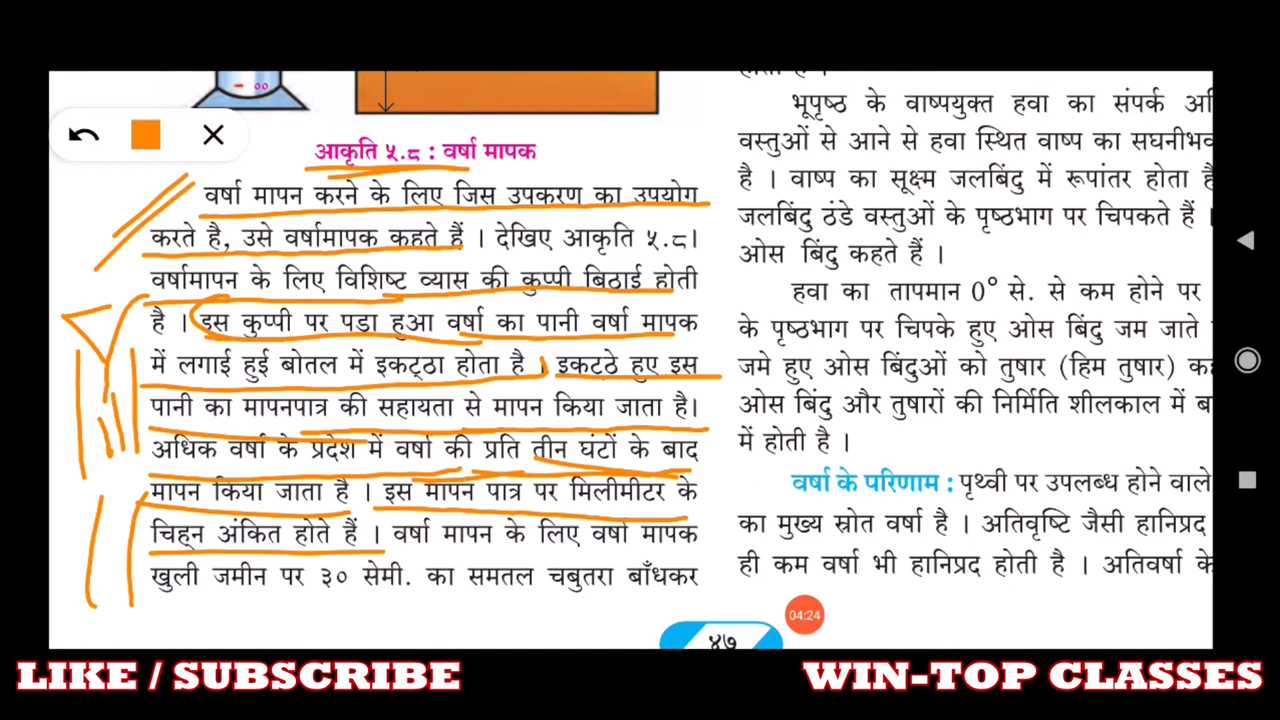 आकृति ५.८ : वर्षा मापक
वर्षा मापन करने के लिए जिस उपकरण का उपयोग
करते है, उसे वर्षामापक कहते हैं । देखिए आकृति ५.८।
वर्षामापन के लिए विशिष्ट व्यास की कुप्पी बिठाई होती
है । इस कुप्पी पर पडा हुआ वर्षा का पानी वर्षा मापक
में लगाई हुई बोतल में इकट्ठा होता है । इकट्ठे हुए इस
पानी का मापनपात्र की सहायता से मापन किया जाता है।
अधिक वर्षा के प्रदेश में वर्षा की प्रति तीन घंटों के बाद
मापन किया जाता है । इस मापन पात्र पर मिलीमीटर के
चिह्न अंकित होते हैं । वर्षा मापन के लिए वर्षा मापक
खुली जमीन पर ३० सेमी. का समतल चबुतरा बाँधकर
भूपृष्ठ के वाष्पयुक्त हवा का संपर्क
वस्तुओं से आने से हवा स्थित वाष्प का सघनीभव
है । वाष्प का सूक्ष्म जलबिंदु में रूपांतर होता है
जलबिंदु ठंडे वस्तुओं के पृष्ठभाग पर चिपकते हैं ।
ओस बिंदु कहते हैं ।
हवा का तापमान 0° से. से कम होने पर
के पृष्ठभाग पर चिपके हुए ओस बिंदु जम जाते
जमे हुए ओस बिंदुओं को तुषार (हिम तुषार) कह
ओस बिंदु और तुषारों की निर्मिति शीलकाल में
में होती है ।
वर्षा के परिणाम : पृथ्वी पर उपलब्ध होने वाले
का मुख्य स्रोत वर्षा है । अतिवृष्टि जैसी हानिप्रद
ही कम वर्षा भी हानिप्रद होती है । अतिवर्षा के
04:24
४७
LIKE / SUBSCRIBE
WIN-TOP CLASSES